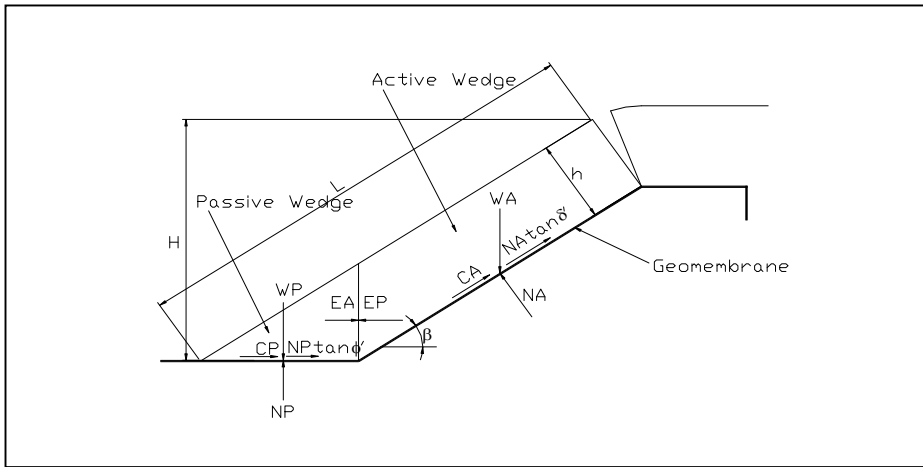 Active Wedge
L
h
Passive Wedge
WA
H
NAtanδ'
Geomembrane
CA
WP
NA
EA EP
β
CP NPtanϕ'
NP